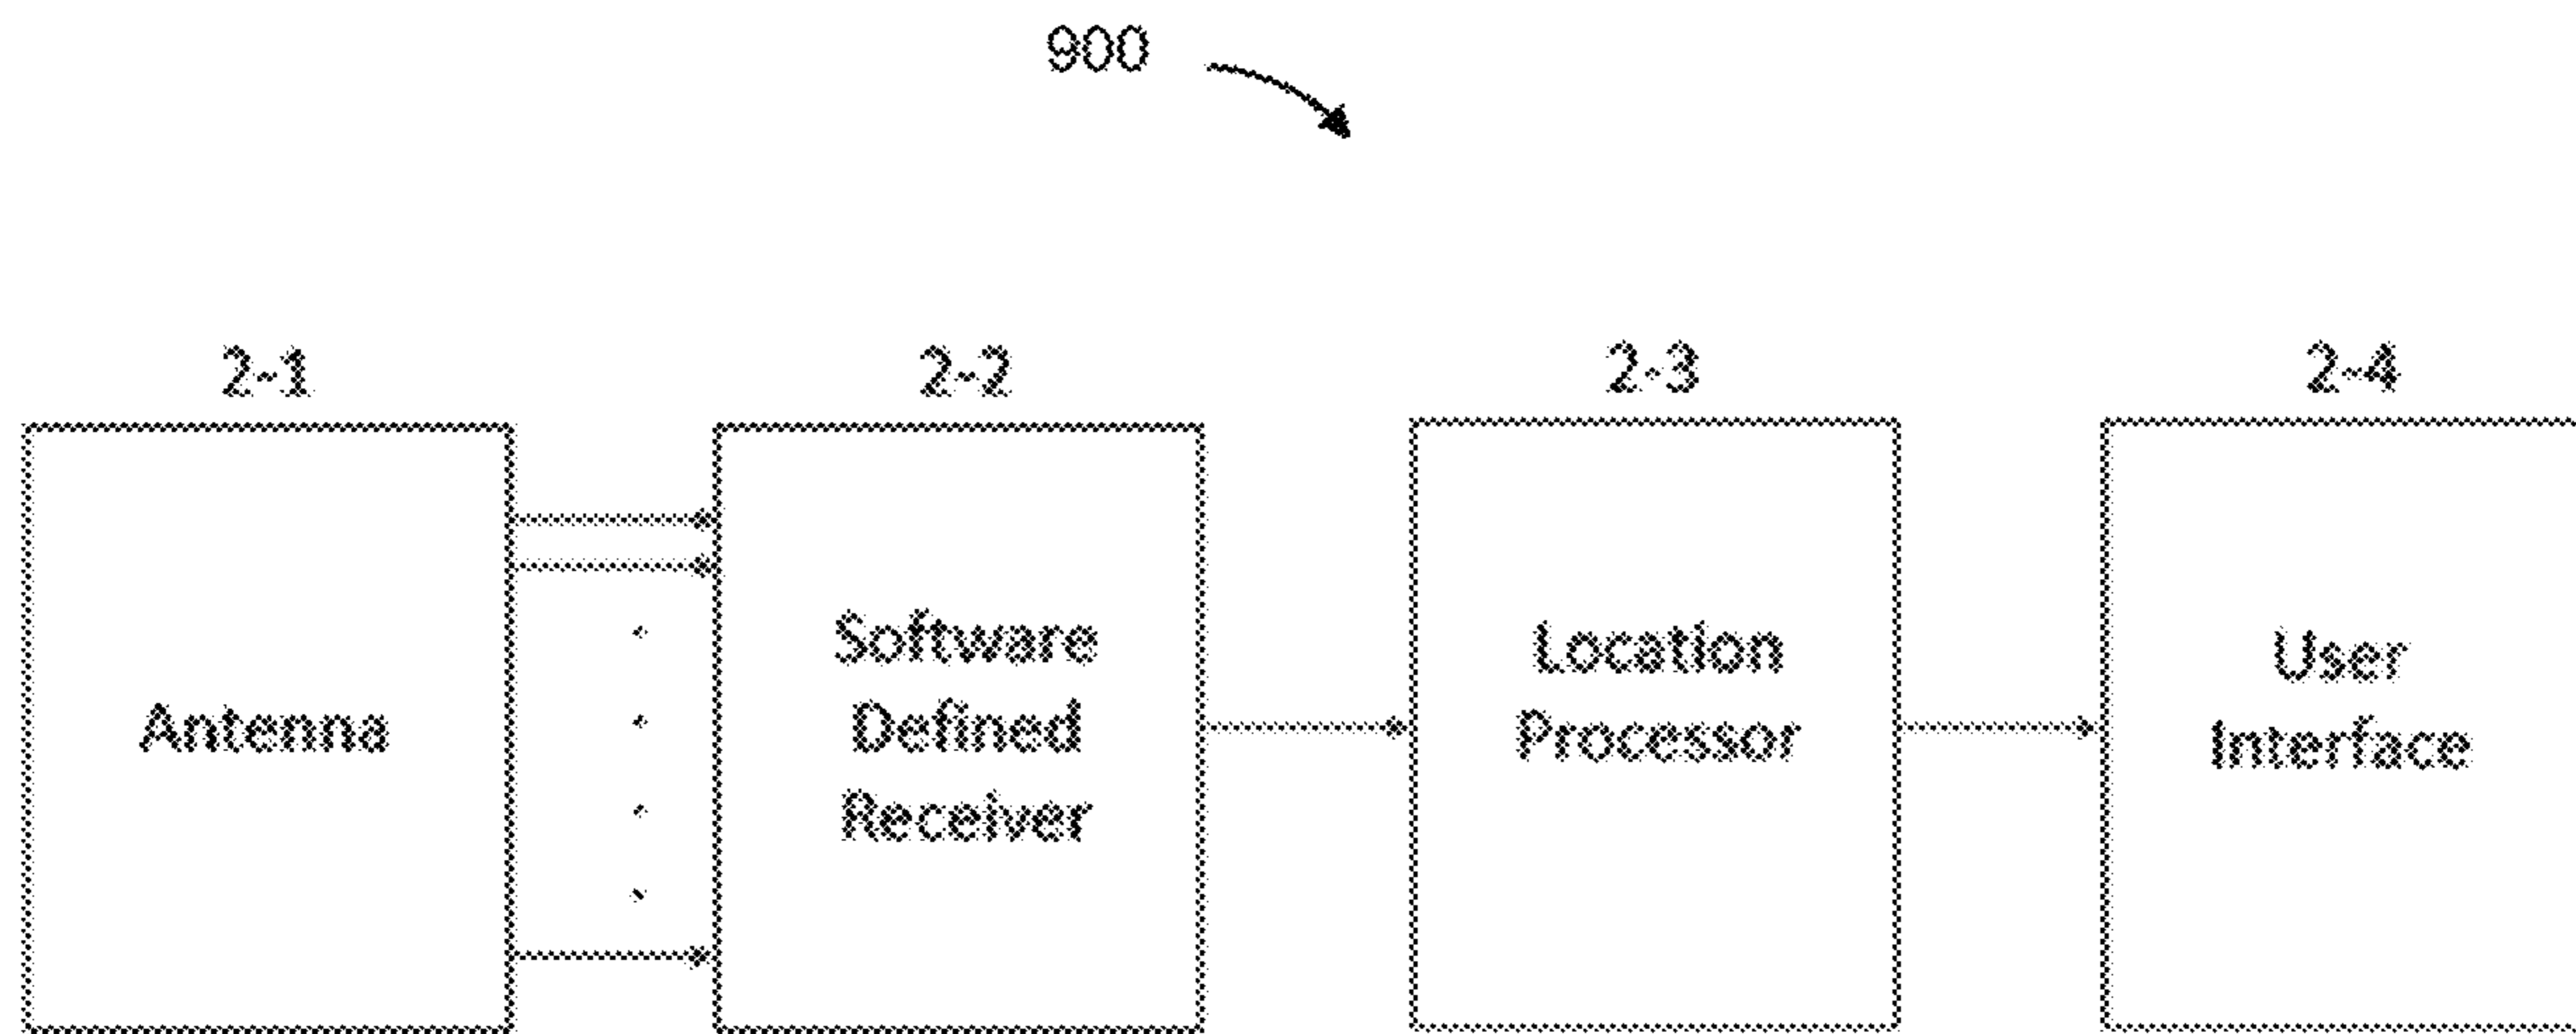 900
2-1
2-2
2-3
2-4
Antenna
Software
Defined
Receiver
Location
Processor
User
Interface